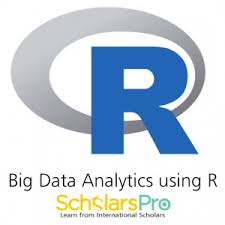 R
Big Data Analytics using R
ScholarsPro
Learn from International Scholars